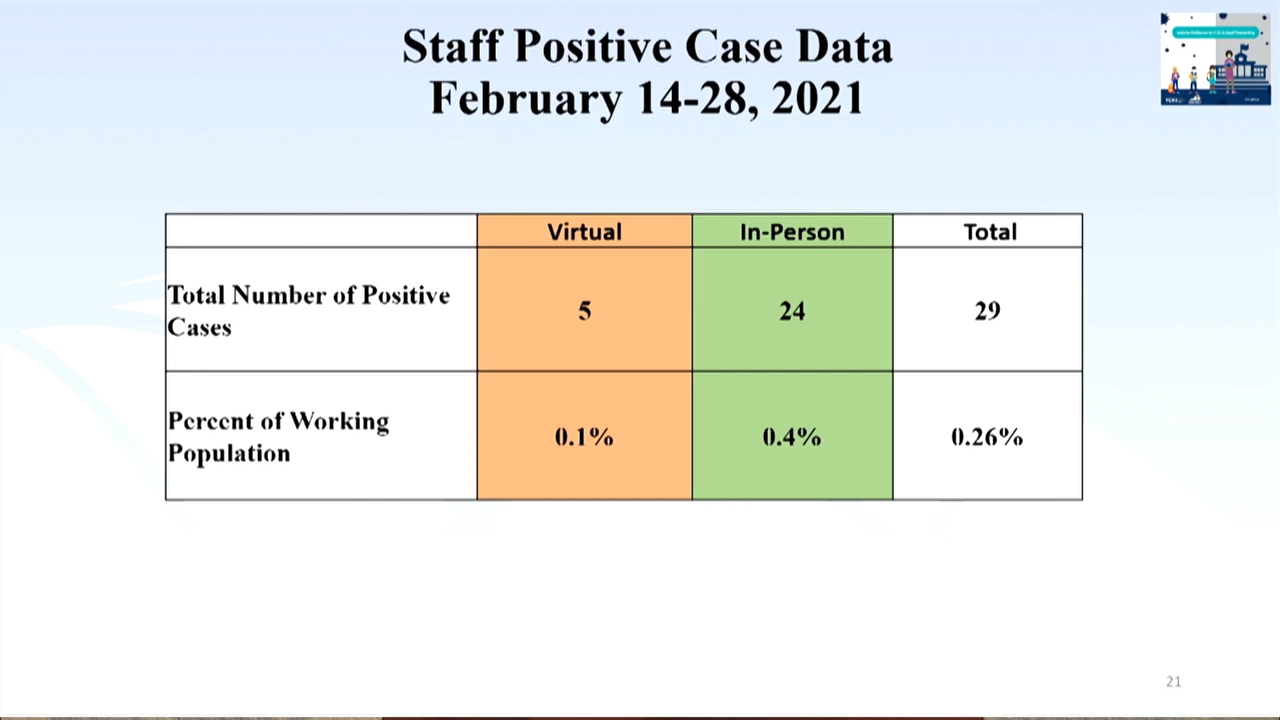 Staff Positive Case Data
February 14-28, 2021
Virtual In-Person Total
Total Number of Positive
Cases
5 24 29
Percent of Working
Population
0.1% 0.4% 0.26%
21